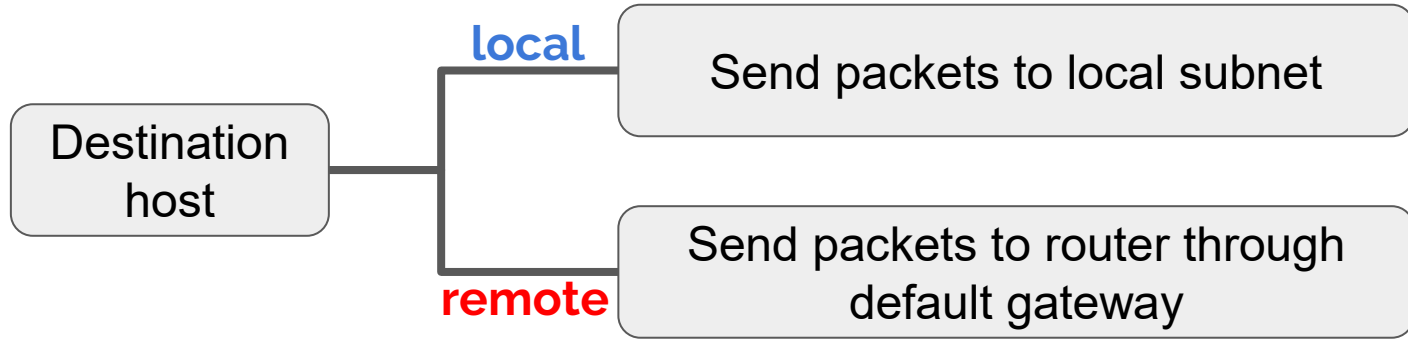 local
Send packets to local subnet
Destination
host
Send packets to router through
default gateway
remote